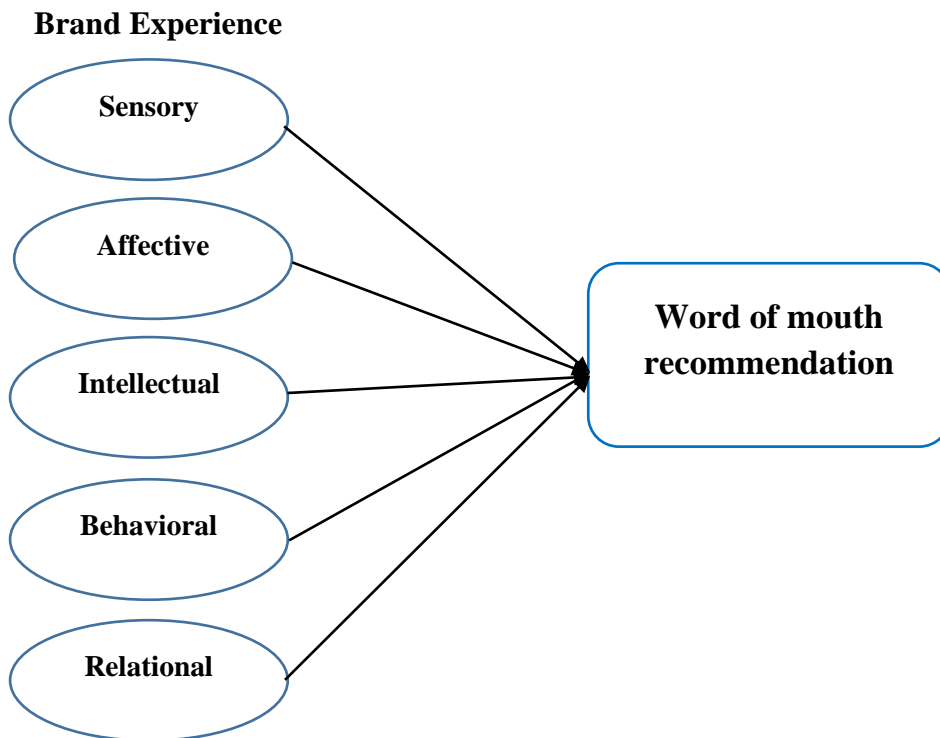 Brand Experience
Sensory
Affective
Intellectual
Behavioral
Relational
Word of mouth
recommendation